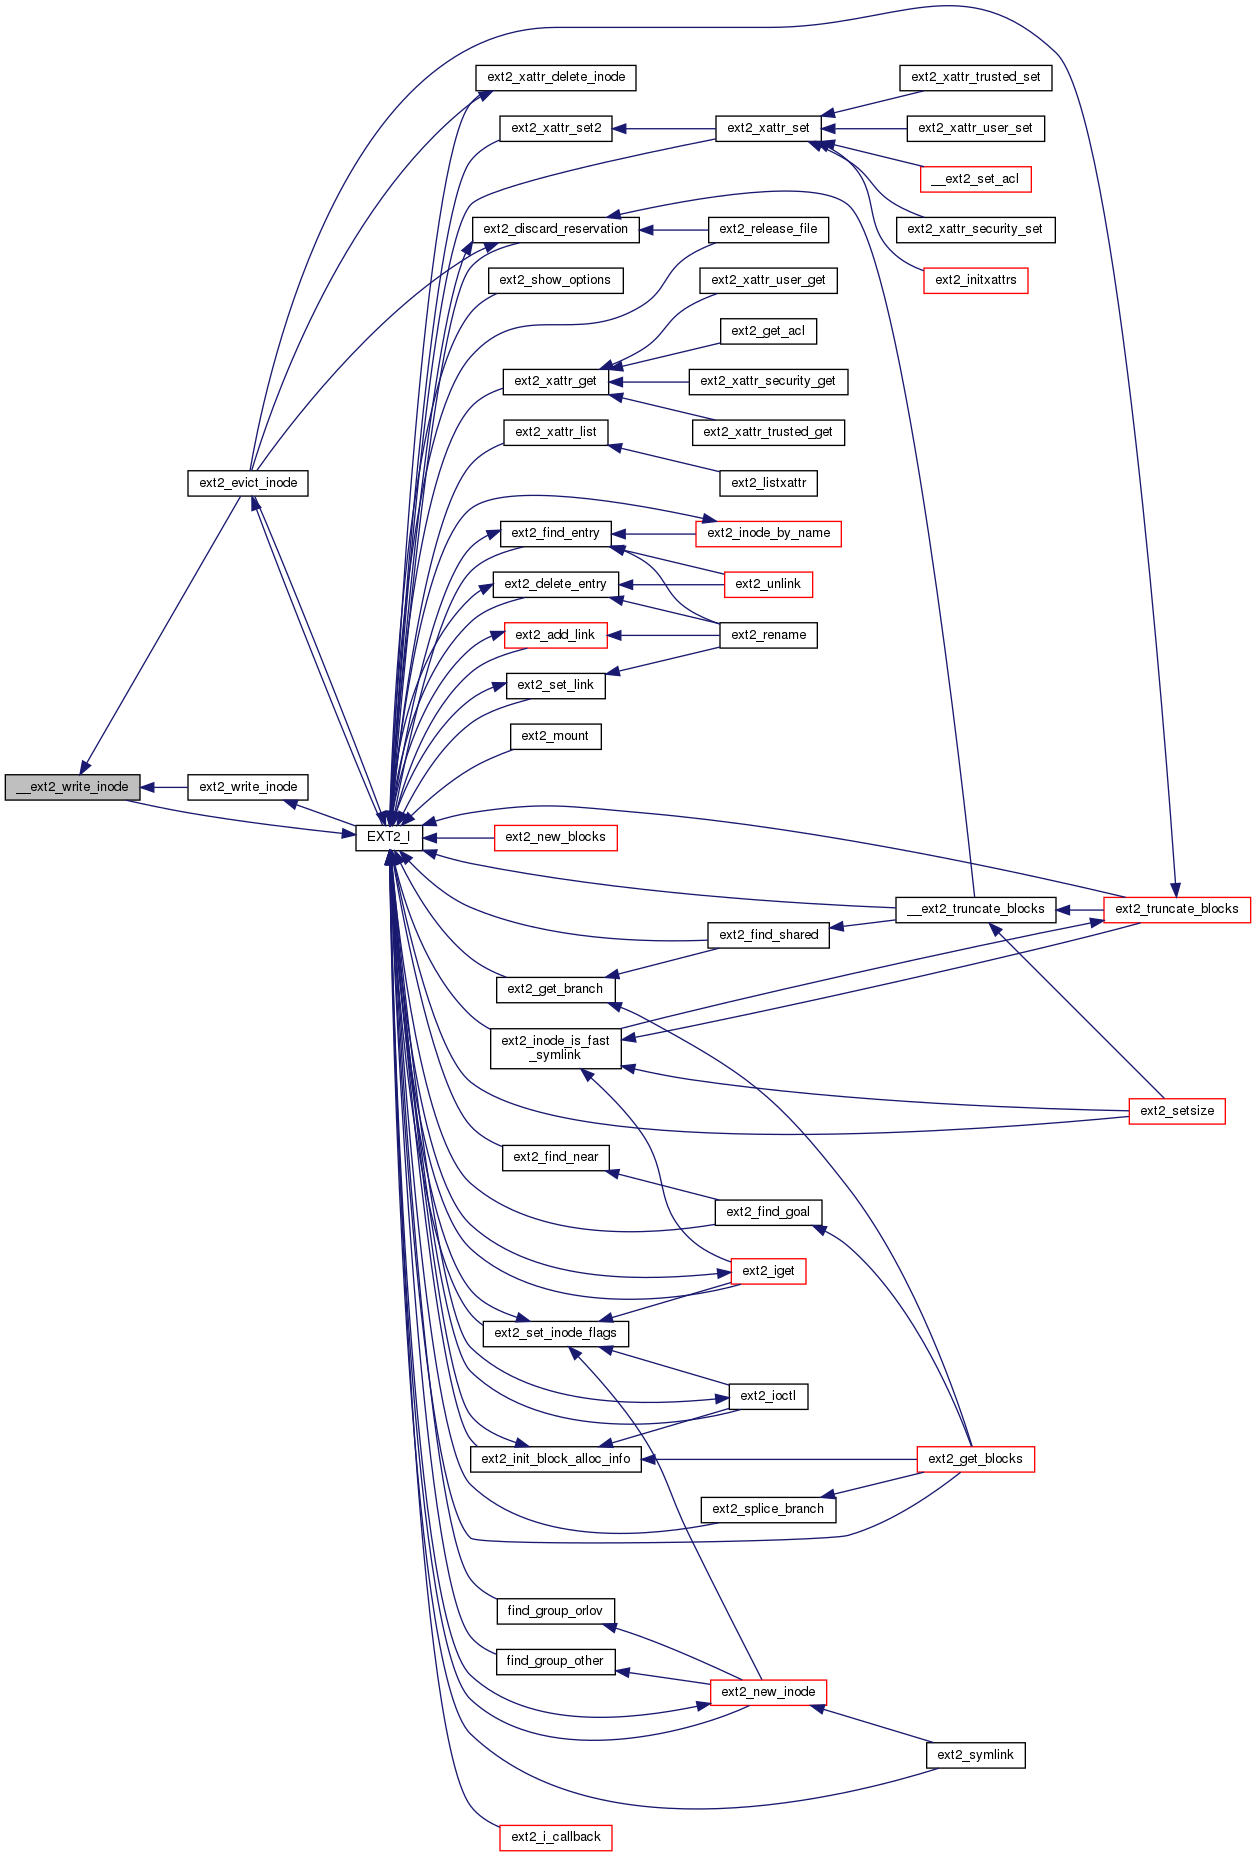 ext2_xattr_delete_inode
ext2_xattr_trusted_set
ext2_xattr_set2
ext2_xattr_set
ext2_xattr_user_set
__ext2_set_acl
ext2_discard_reservation
ext2_release_file
ext2_xattr_security_set
ext2_show_options
ext2_xattr_user_get
ext2_initxattrs
ext2_get_acl
ext2_xattr_get
ext2_xattr_security_get
ext2_xattr_list
ext2_xattr_trusted_get
ext2_evict_inode
ext2_listxattr
ext2_find_entry
ext2_inode_by_name
ext2_delete_entry
ext2_unlink
ext2_add_link
ext2_rename
ext2_set_link
ext2_mount
__ext2_write_inode
ext2_write_inode
EXT2_I
ext2_new_blocks
__ext2_truncate_blocks
ext2_truncate_blocks
ext2_find_shared
ext2_get_branch
ext2_inode_is_fast
_symlink
ext2_setsize
ext2_find_near
ext2_find_goal
ext2_iget
ext2_set_inode_flags
ext2_ioctl
ext2_init_block_alloc_info
ext2_get_blocks
ext2_splice_branch
find_group_orlov
find_group_other
ext2_new_inode
ext2_symlink
ext2_i_callback